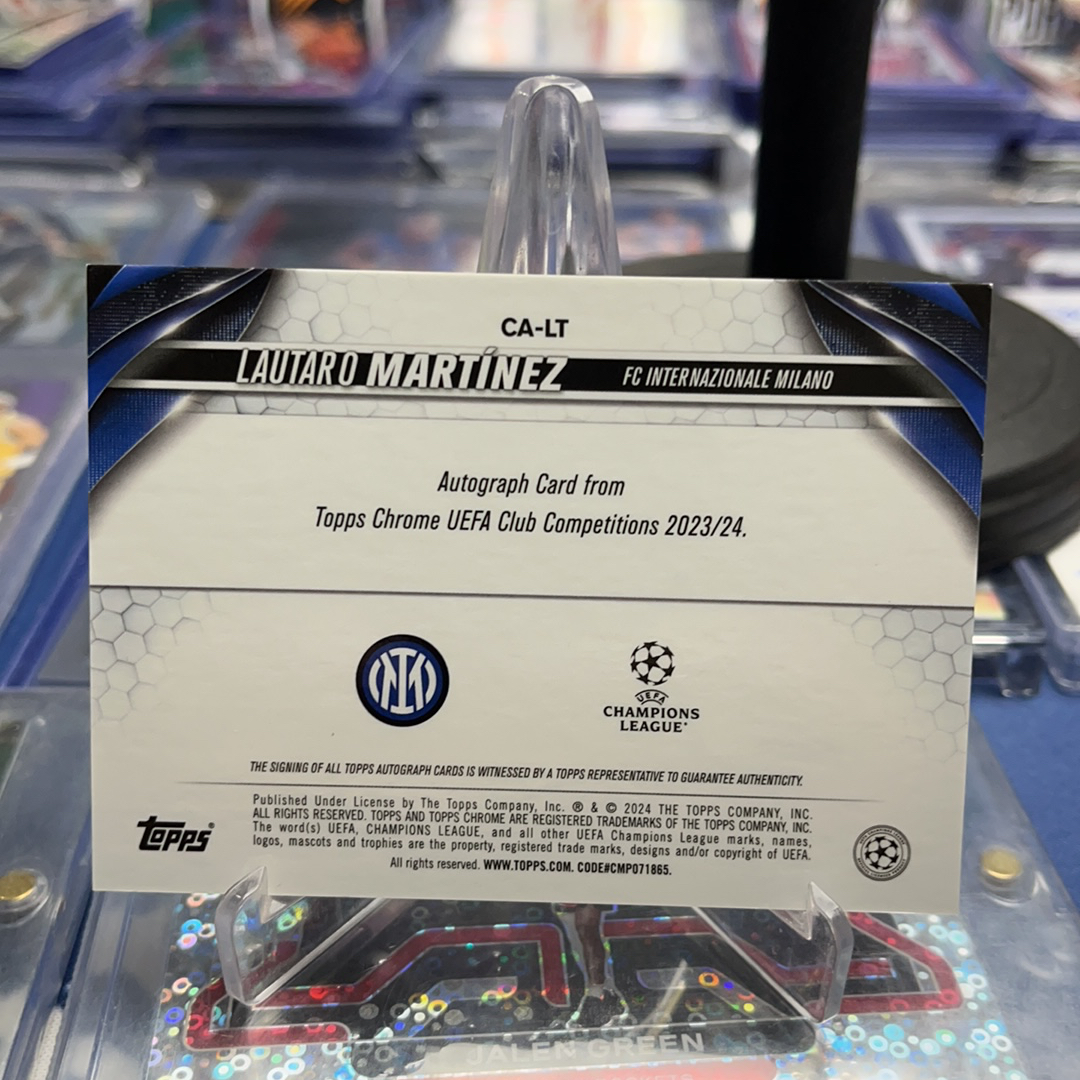 CA-LT
LAUTARO MARTÍNEZ
FC INTERNAZIONALE MILANO
Autograph Card from
Topps Chrome UEFA Club Competitions 2023/24.
UEFA
CHAMPIONS
LEAGUE
THE SIGNING OF ALL TOPPS AUTOGRAPH CARDS IS WITNESSED BY A TOPPS REPRESENTATIVE TO GUARANTEE AUTHENTICITY.
Published Under License by The Topps Company, Inc. ® & © 2024 THE TOPPS COMPANY, INC.
ALL RIGHTS RESERVED. TOPPS AND TOPPS CHROME ARE REGISTERED TRADEMARKS OF THE TOPPS COMPANY, INC.
The word(s) UEFA, CHAMPIONS LEAGUE, and all other UEFA Champions League marks, names,
logos, mascots and trophies are the property, registered trade marks, designs and/or copyright of UEFA.
All rights reserved. WWW.TOPPS.COM. CODE#CMP071865.
topps®
JALEN GREEN